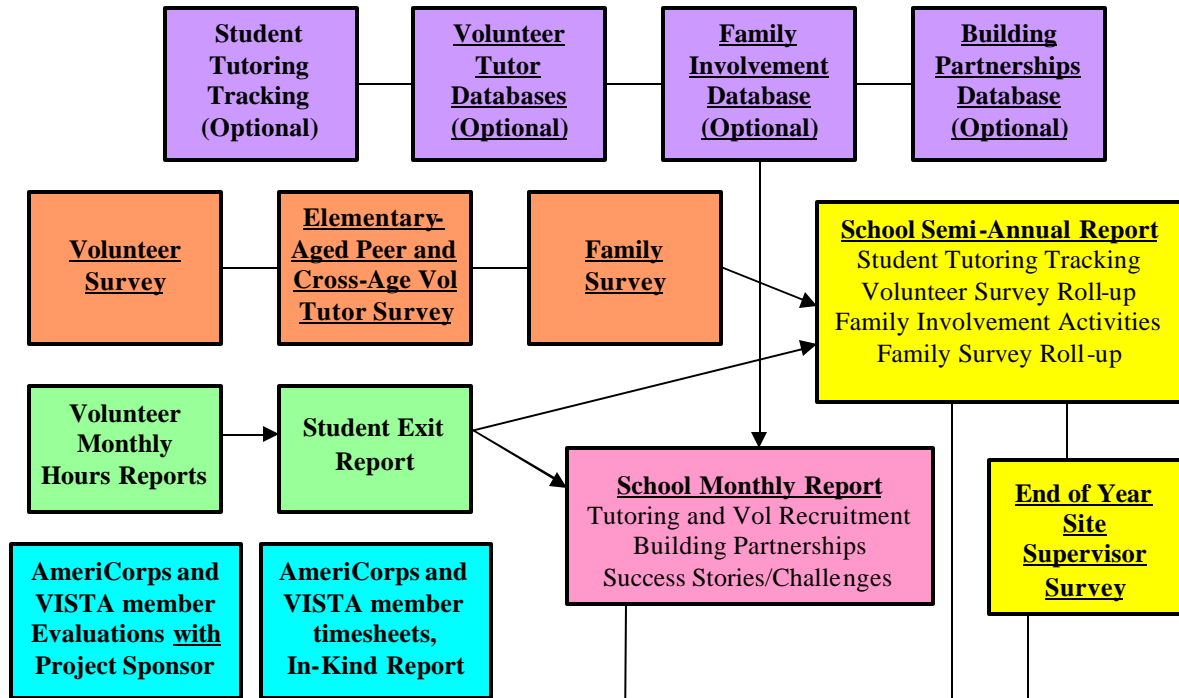 Student
Tutoring
Tracking
(Optional)
Volunteer
Tutor
Databases
(Optional)
Family
Involvement
Database
(Optional)
Building
Partnerships
Database
(Optional)
Volunteer
Survey
Elementary-
Aged Peer and
Cross-Age Vol
Tutor Survey
Family
Survey
School Semi-Annual Report
Student Tutoring Tracking
Volunteer Survey Roll-up
Family Involvement Activities
Family Survey Roll-up
Volunteer
Monthly
Hours Reports
Student Exit
Report
School Monthly Report
Tutoring and Vol Recruitment
Building Partnerships
Success Stories/Challenges
End of Year
Site
Supervisor
Survey
AmeriCorps and
VISTA member
Evaluations with
Project Sponsor
AmeriCorps and
VISTA member
timesheets,
In-Kind Report